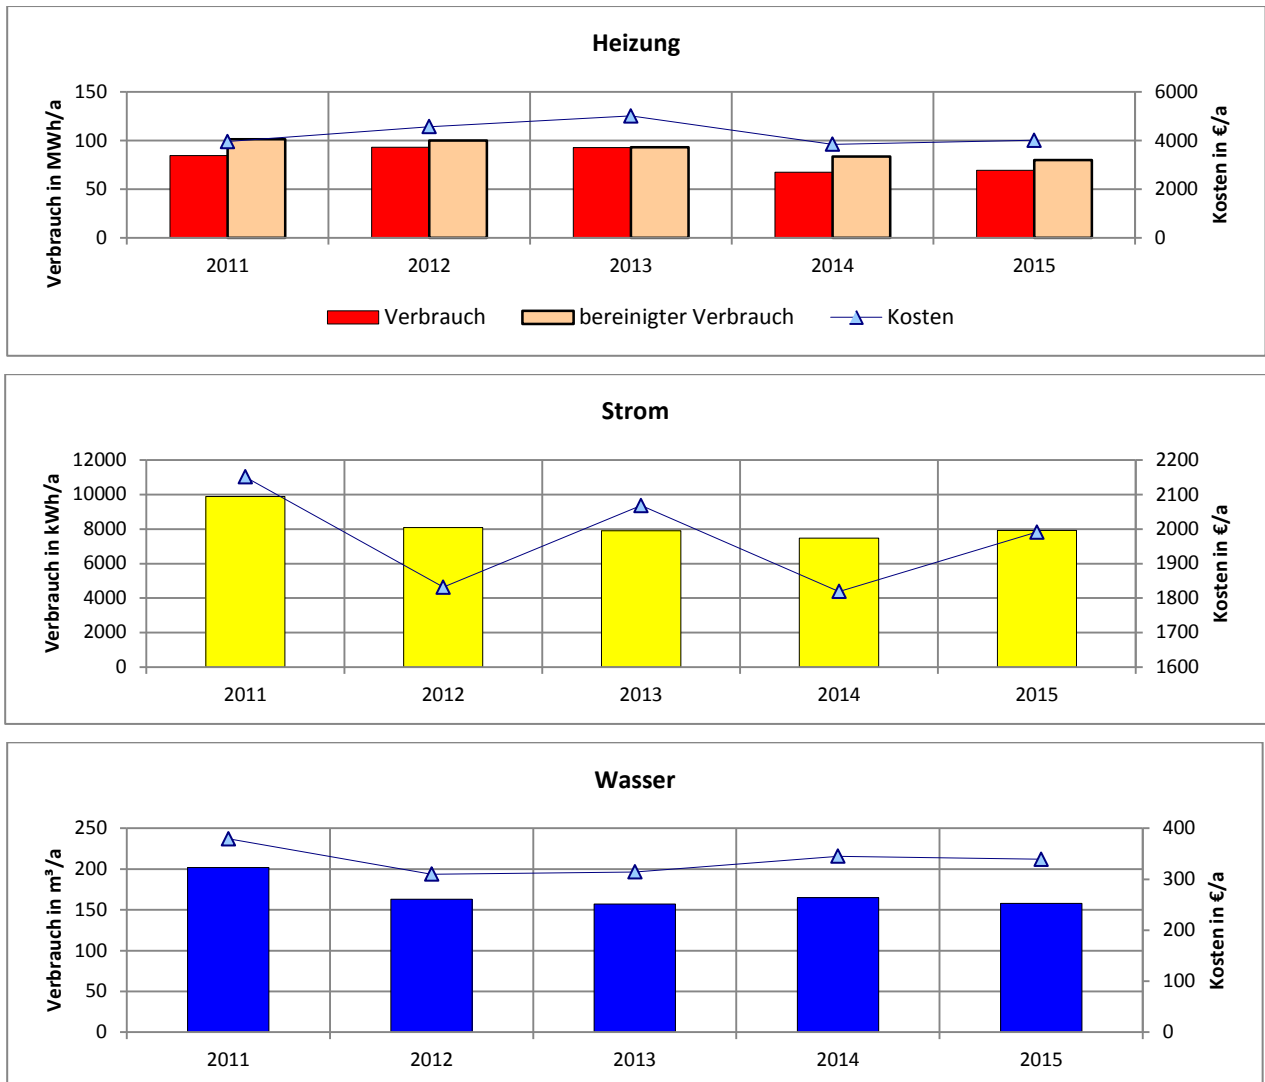 Heizung
Verbrauch in MWh/a
150
100
50
0
6000
4000
2000
0
Kosten in €/a
2011 2012 2013 2014 2015
Verbrauch bereinigter Verbrauch Kosten
Strom
Verbrauch in kWh/a
12000
10000
8000
6000
4000
2000
0
2200
2100
2000
1900
1800
1700
1600
Kosten in €/a
2011 2012 2013 2014 2015
Wasser
Verbrauch in m³/a
250
200
150
100
50
0
400
300
200
100
0
Kosten in €/a
2011 2012 2013 2014 2015